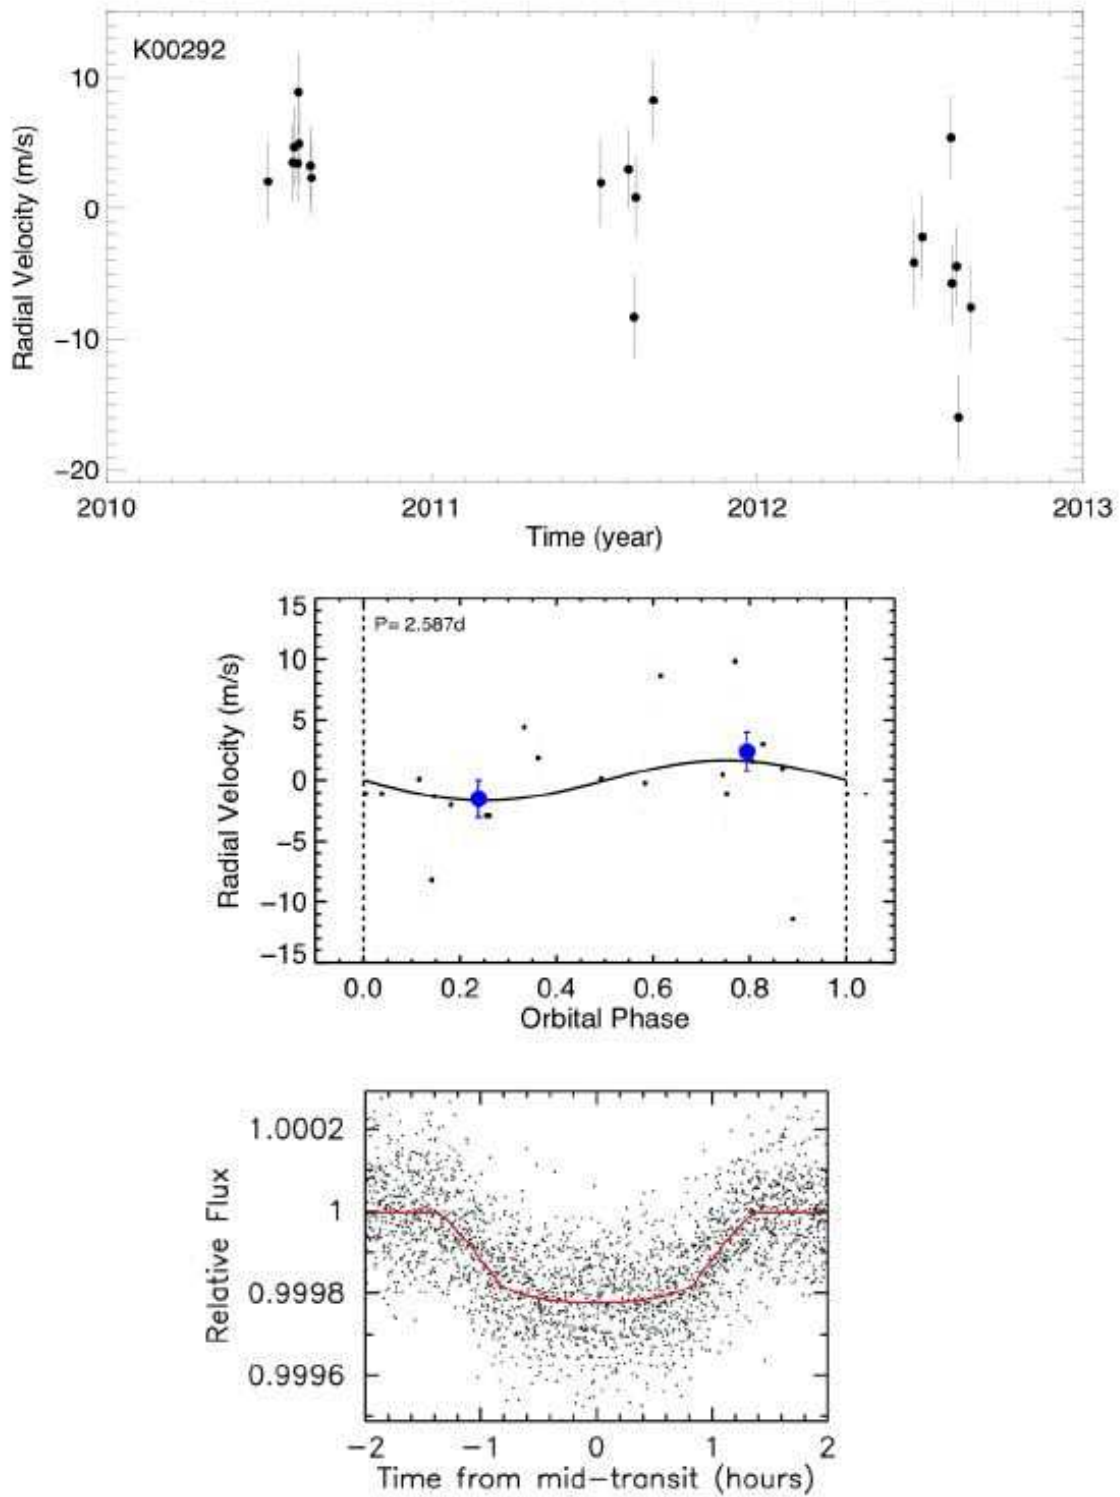 K00292
10
0
−10
−20
Radial Velocity (m/s)
2010 2011 2012 2013
Time (year)
15
P= 2.587d
10
5
0
−5
−10
−15
Radial Velocity (m/s)
0.0 0.2 0.4 0.6 0.8 1.0
Orbital Phase
1.0002
1
0.9998
0.9996
Relative Flux
−2 −1 0 1 2
Time from mid−transit (hours)